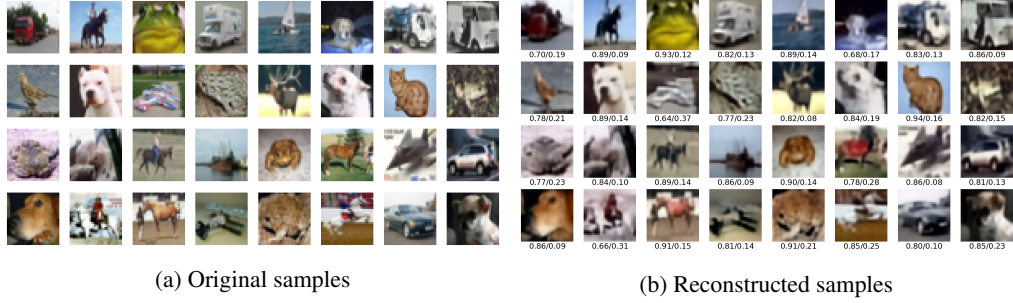 0.70/0.19 0.89/0.09 0.93/0.12 0.82/0.13 0.89/0.14 0.68/0.17 0.83/0.13 0.86/0.09
0.78/0.21 0.89/0.14 0.64/0.37 0.77/0.23 0.82/0.08 0.84/0.19 0.94/0.16 0.82/0.15
0.77/0.23 0.84/0.10 0.89/0.14 0.86/0.09 0.90/0.14 0.78/0.28 0.86/0.08 0.81/0.13
0.86/0.09 0.66/0.31 0.91/0.15 0.81/0.14 0.91/0.21 0.85/0.25 0.80/0.10 0.85/0.23
(a) Original samples
(b) Reconstructed samples